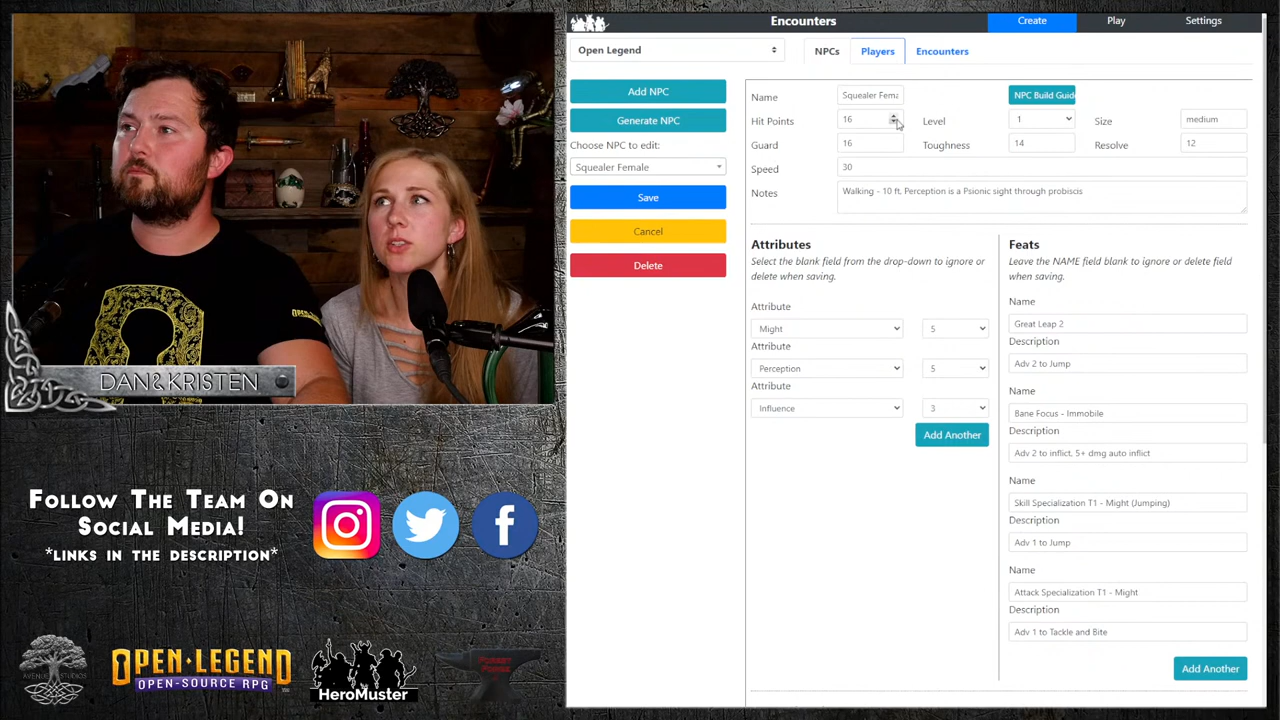 Encounters
Create
Play
Settings
Open Legend
NPCs
Players
Encounters
Add NPC
Generate NPC
Choose NPC to edit:
Squealer Female
Save
Cancel
Delete
Name
Squealer Fema
NPC Build Guid
Hit Points
16
Level
1
Size
medium
Guard
16
Toughness
14
Resolve
12
Speed
30
Notes
Walking - 10 ft, Perception is a Psionic sight through probiscis
Attributes
Select the blank field from the drop-down to ignore or
delete when saving.
Attribute
Might
5
Attribute
Perception
5
Attribute
Influence
3
Add Another
Feats
Leave the NAME field blank to ignore or delete field
when saving.
Name
Great Leap 2
Description
Adv 2 to Jump
Name
Bane Focus - Immobile
Description
Adv 2 to inflict, 5+ dmg auto inflict
Name
Skill Specialization T1 - Might (Jumping)
Description
Adv 1 to Jump
Name
Attack Specialization T1 - Might
Description
Adv 1 to Tackle and Bite
Add Another
DAN & KRISTEN
FOLLOW THE TEAM ON
SOCIAL MEDIA!
*LINKS IN THE DESCRIPTION*
OPEN LEGEND
OPEN-SOURCE RPG
HeroMuster